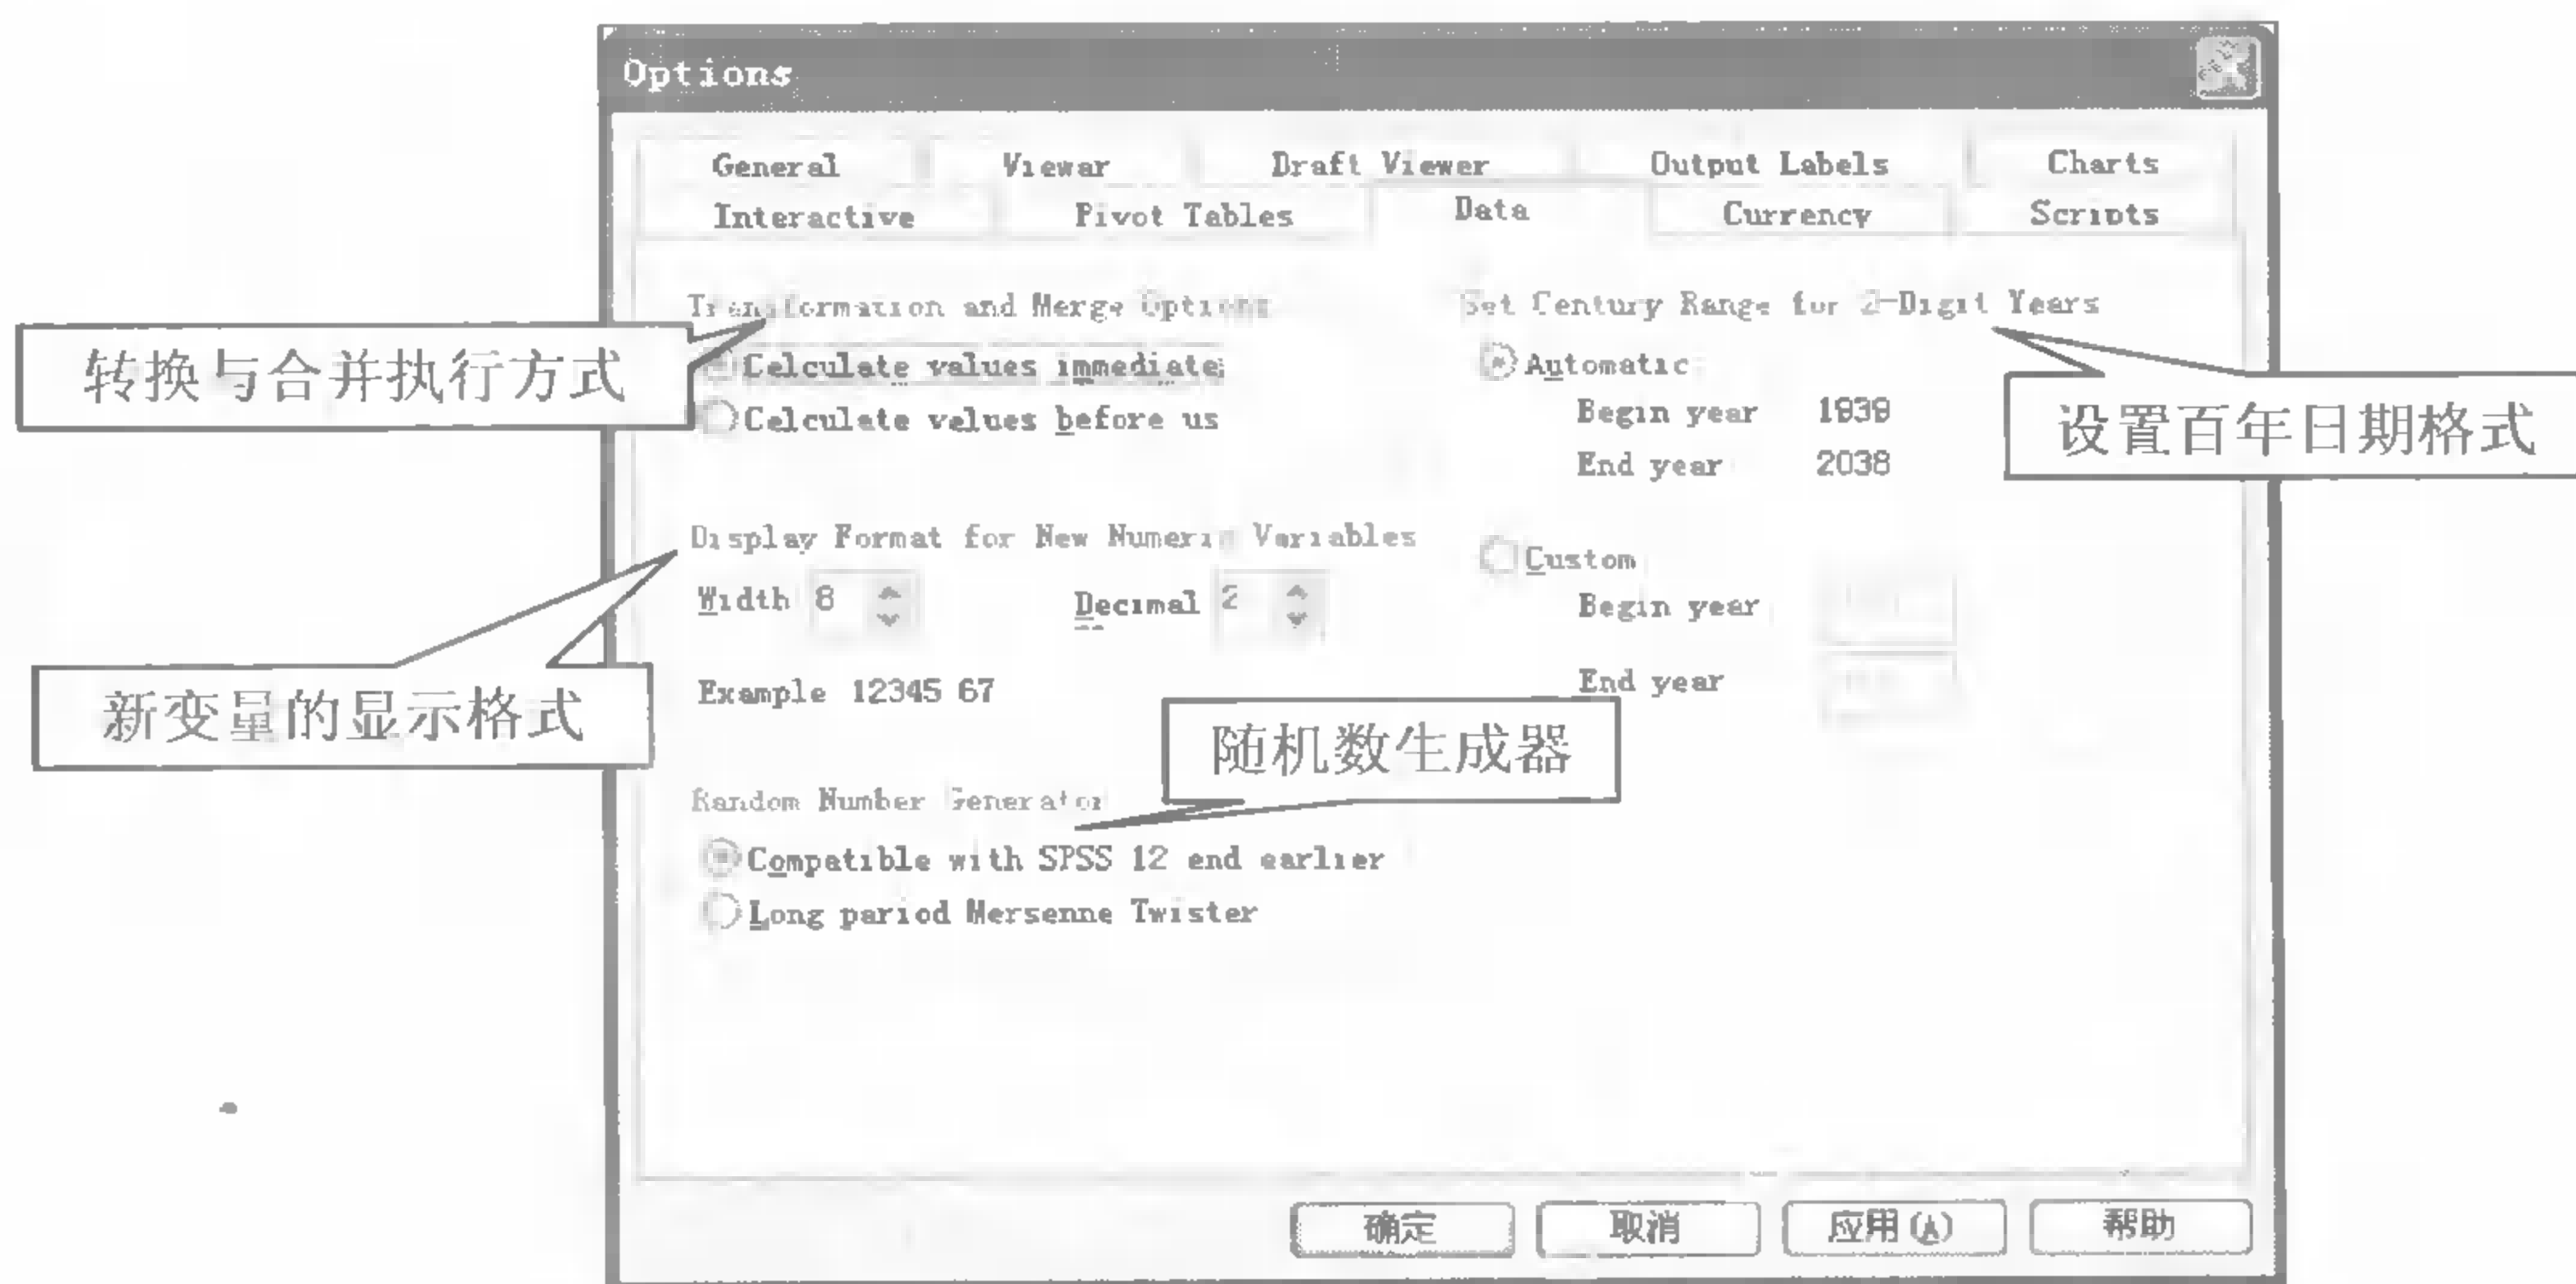 Options
General Viewar Draft Viewer Output Labels Charts
Interactive Pivot Tables Data Currency Scripts
Transformation and Merge Options
Set Century Range for 2-Digit Years
转换与合并执行方式
Calculate values immediate
Calculate values before us
Automatic
Begin year 1939
End year 2038
设置百年日期格式
Display Format for New Numeric Variables
Width 8 Decimal 2
Custom
Begin year
End year
新变量的显示格式
Example 12345 67
随机数生成器
Random Number Generator
Compatible with SPSS 12 end earlier
Long pariod Mersenne Twister
确定 取消 应用(A) 帮助